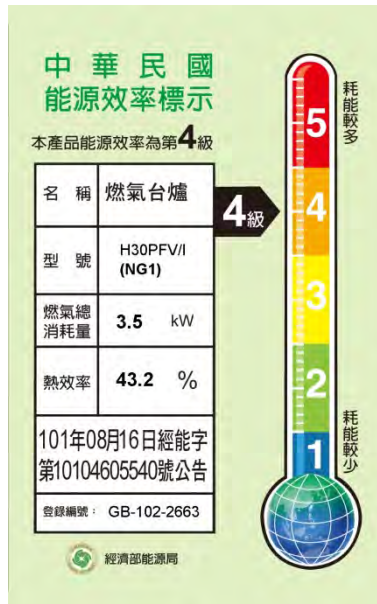 中華民國
能源效率標示
本產品能源效率為第4級
名稱 燃氣台爐
型號 H30PFV/I
(NG1)
燃氣總
消耗量 3.5 kW
熱效率 43.2 %
101年08月16日經能字
第10104605540號公告
登錄編號： GB-102-2663
經濟部能源局
4級
耗能較多
5
4
3
2
1
耗能較少